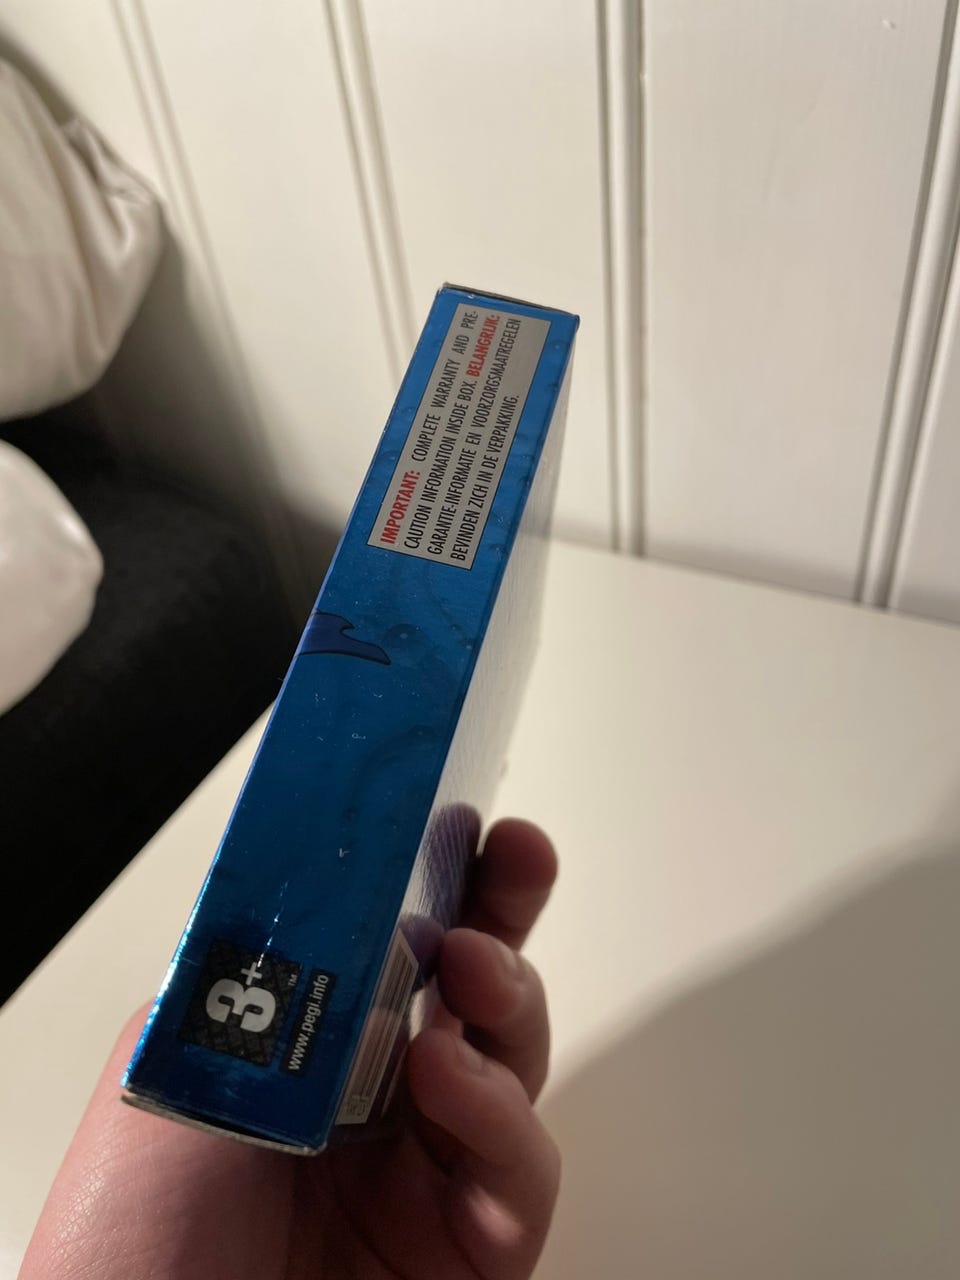 IMPORTANT: COMPLETE WARRANTY AND PRE-
CAUTION INFORMATION INSIDE BOX. BELANGRIJK:
GARANTIE-INFORMATIE EN VOORZORGSMAATREGELEN
BEVINDEN ZICH IN DE VERPAKKING.
3+™
www.pegi.info